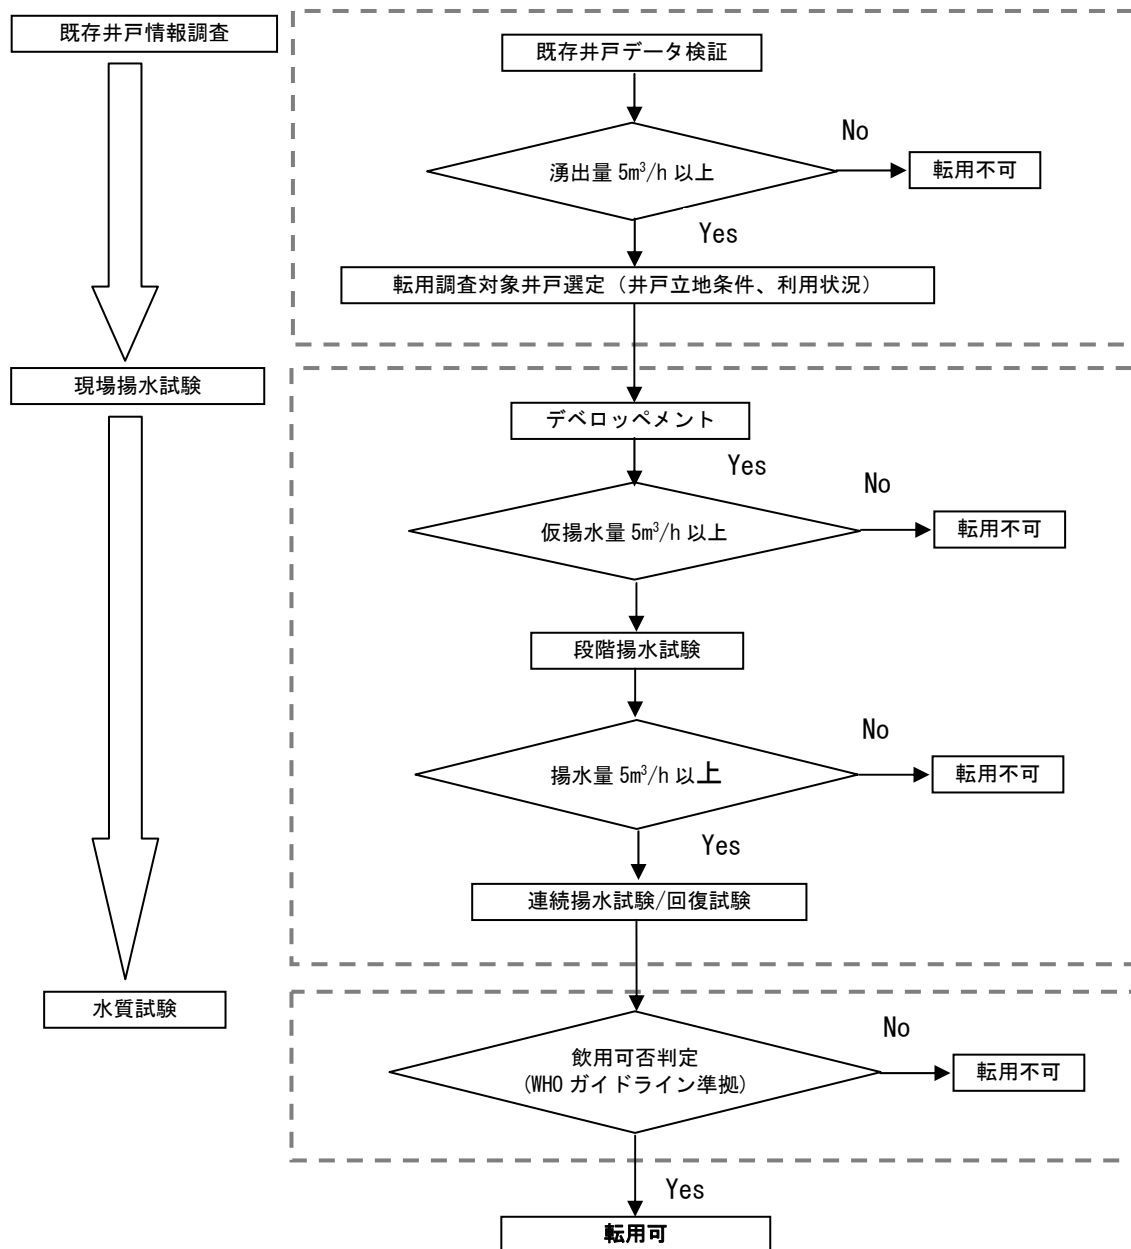 既存井戸情報調査
既存井戸データ検証
No
湧出量 5m³/h 以上
転用不可
Yes
転用調査対象井戸選定（井戸立地条件、利用状況）
現場揚水試験
デベロッペメント
Yes
No
仮揚水量 5m³/h 以上
転用不可
段階揚水試験
No
揚水量 5m³/h 以上
転用不可
Yes
連続揚水試験/回復試験
水質試験
No
飲用可否判定
(WHO ガイドライン準拠)
転用不可
Yes
転用可